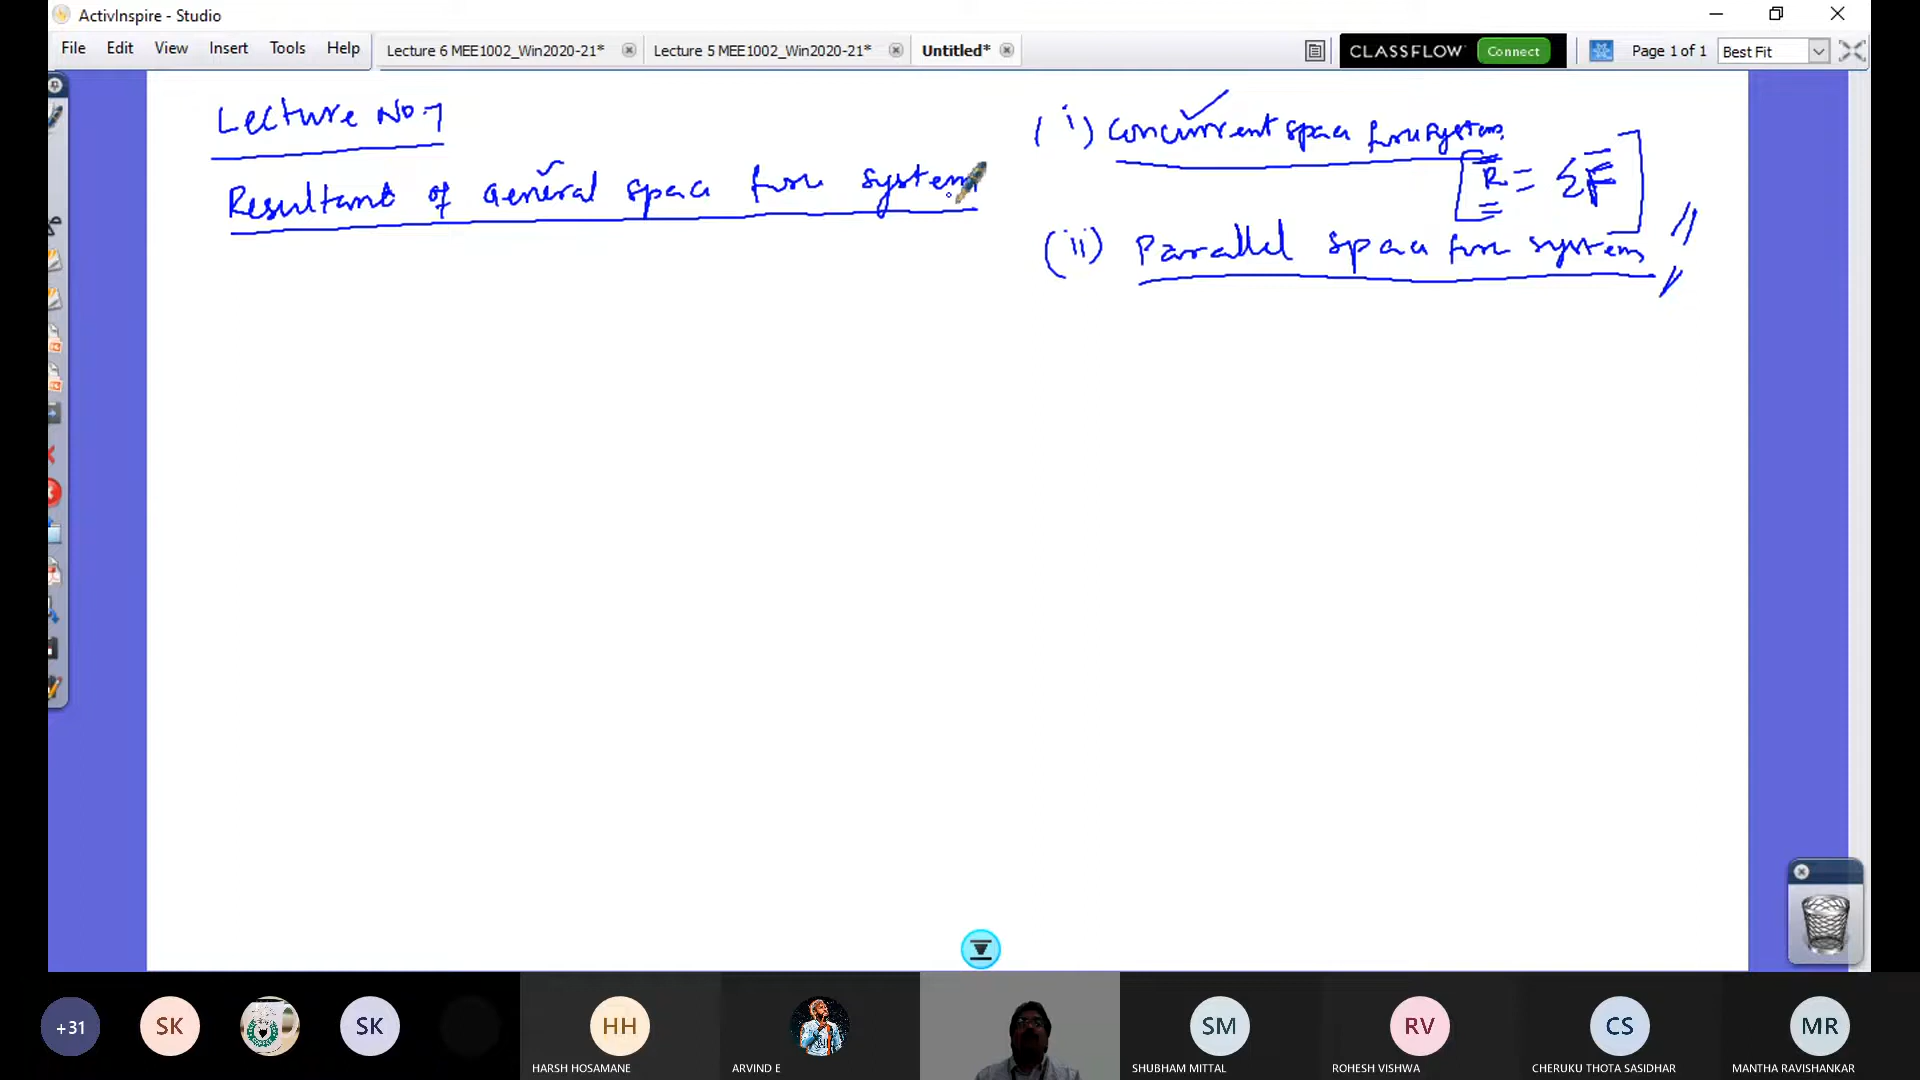 ActivInspire - Studio
File Edit View Insert Tools Help
Lecture 6 MEE1002_Win2020-21* Lecture 5 MEE1002_Win2020-21* Untitled*
CLASSFLOW Connect Page 1 of 1 Best Fit
Lecture No-7
Resultant of General space force system
(i) Concurrent space force system
R = ΣF
(ii) Parallel space force system //
+31 SK SK HH SM RV CS MR
HARSH HOSAMANE ARVIND E SHUBHAM MITTAL ROHESH VISHWA CHERUKU THOTA SASIDHAR MANTHA RAVISHANKAR